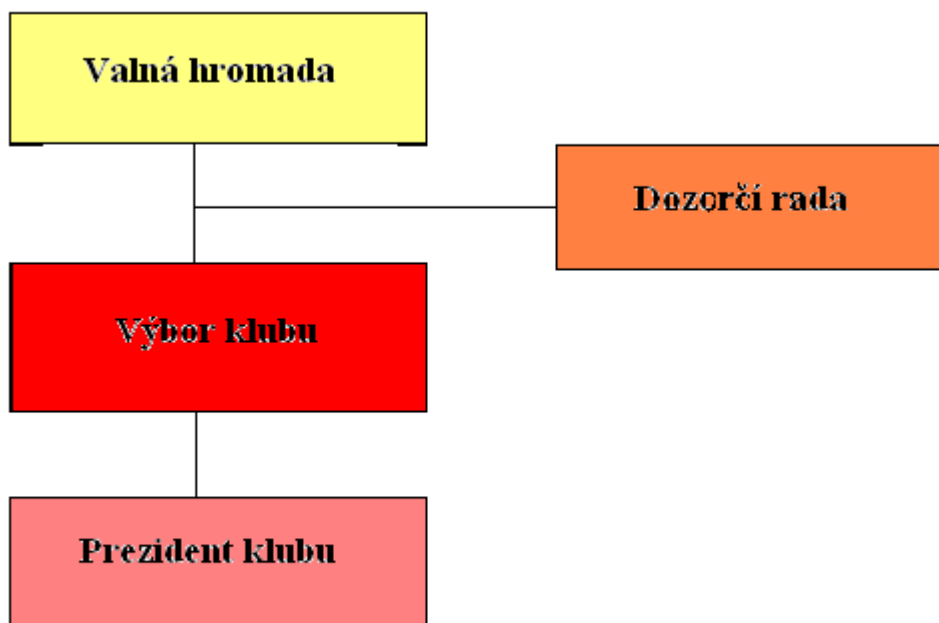 Valná hromada
Dozorčí rada
Výbor klubu
Prezident klubu